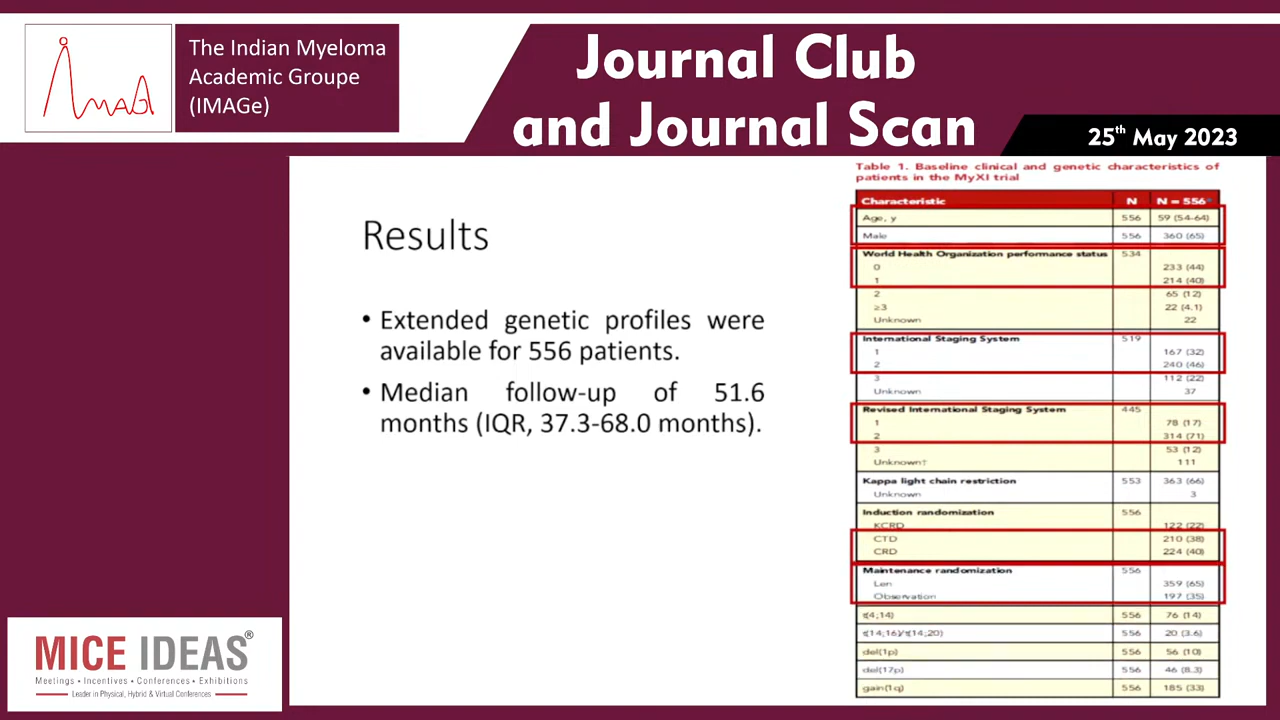 The Indian Myeloma
Academic Groupe
(IMAGe)
Journal Club
and Journal Scan
25th May 2023
Results
• Extended genetic profiles were
available for 556 patients.
• Median follow-up of 51.6
months (IQR, 37.3-68.0 months).
Table 1. Baseline clinical and genetic characteristics of
patients in the MyXI trial
Characteristic N N = 556*
Age, y 556 59 (54-64)
Male 556 360 (65)
World Health Organization performance status 534
0 233 (44)
1 214 (40)
2 65 (12)
≥3 22 (4.1)
Unknown 22
International Staging System 519
1 167 (32)
2 240 (46)
3 112 (22)
Unknown 37
Revised International Staging System 445
1 78 (17)
2 314 (71)
3 53 (12)
Unknown† 111
Kappa light chain restriction 553 363 (66)
Unknown 3
Induction randomization 556
KCRD 122 (22)
CTD 210 (38)
CRD 224 (40)
Maintenance randomization 556
Len 359 (65)
Observation 197 (35)
t(4;14) 556 76 (14)
t(14;16)/t(14;20) 556 20 (3.6)
del(1p) 556 56 (10)
del(17p) 556 46 (8.3)
gain(1q) 556 185 (33)
MICE IDEAS®
Meetings • Incentives • Conferences • Exhibitions
Leader in Physical, Hybrid & Virtual Conferences